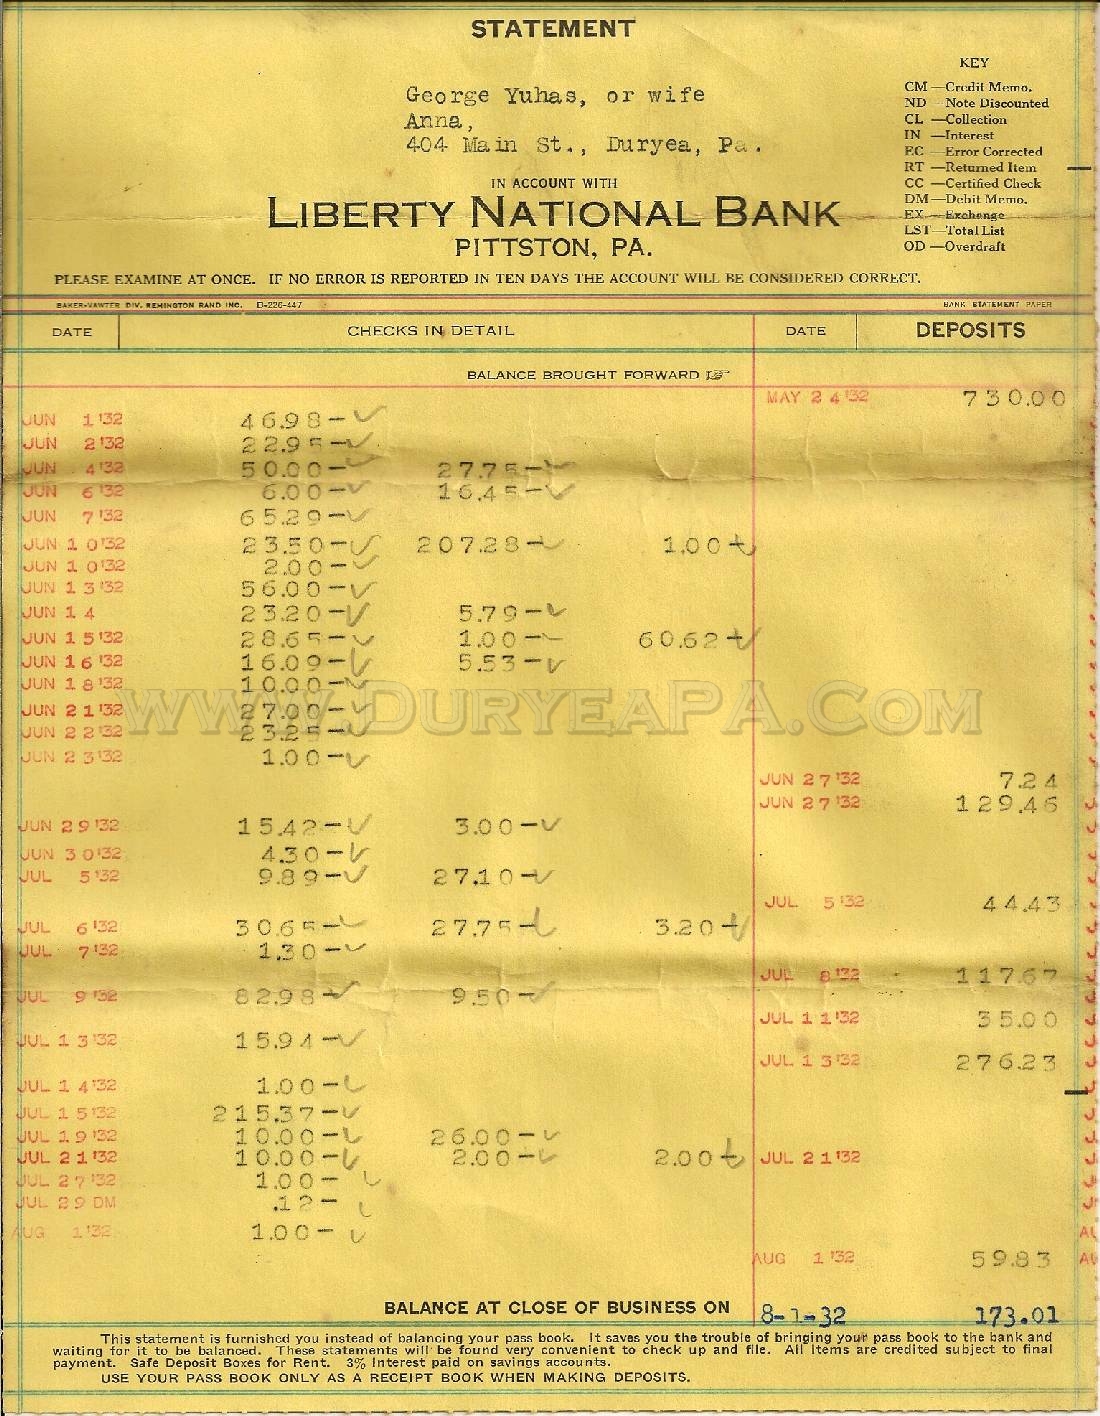 STATEMENT
KEY
George Yuhas, or wife
Anna,
404 Main St., Duryea, Pa.
CM —Credit Memo.
ND —Note Discounted
CL —Collection
IN —Interest
EC —Error Corrected
RT —Returned Item
CC —Certified Check
DM —Debit Memo.
EX —Exchange
LST —Total List
OD —Overdraft
IN ACCOUNT WITH
LIBERTY NATIONAL BANK
PITTSTON, PA.
PLEASE EXAMINE AT ONCE. IF NO ERROR IS REPORTED IN TEN DAYS THE ACCOUNT WILL BE CONSIDERED CORRECT.
BAKER-VAWTER DIV. REMINGTON RAND INC. D-226-447 BANK STATEMENT PAPER
DATE CHECKS IN DETAIL DATE DEPOSITS
BALANCE BROUGHT FORWARD
MAY 24 '32 730.00
JUN 1 '32 46.98-
JUN 2 '32 22.95-
JUN 4 '32 50.00- 27.75-
JUN 6 '32 6.00- 16.45-
JUN 7 '32 65.29-
JUN 10 '32 23.50- 207.28- 1.00-
JUN 10 '32 2.00-
JUN 13 '32 56.00-
JUN 14 23.20- 5.79-
JUN 15 '32 28.65- 1.00- 60.62-
JUN 16 '32 16.09- 5.53-
JUN 18 '32 10.00-
www.DuryeaPA.Com
JUN 21 '32 27.00-
JUN 22 '32 23.25-
JUN 23 '32 1.00-
JUN 27 '32 7.24
JUN 27 '32 129.46
JUN 29 '32 15.42- 3.00-
JUN 30 '32 4.30-
JUL 5 '32 9.89- 27.10-
JUL 5 '32 44.43
JUL 6 '32 30.65- 27.75- 3.20-
JUL 7 '32 1.30-
JUL 8 '32 117.67
JUL 9 '32 82.98- 9.50-
JUL 11 '32 35.00
JUL 13 '32 15.94-
JUL 13 '32 276.23
JUL 14 '32 1.00-
JUL 15 '32 215.37-
JUL 19 '32 10.00- 26.00-
JUL 21 '32 10.00- 2.00- 2.00- JUL 21 '32
JUL 27 '32 1.00-
JUL 29 DM .12-
AUG 1 '32 1.00-
AUG 1 '32 59.83
BALANCE AT CLOSE OF BUSINESS ON 8-1-32 173.01
This statement is furnished you instead of balancing your pass book. It saves you the trouble of bringing your pass book to the bank and
waiting for it to be balanced. These statements will be found very convenient to check up and file. All items are credited subject to final
payment. Safe Deposit Boxes for Rent. 3% Interest paid on savings accounts.
USE YOUR PASS BOOK ONLY AS A RECEIPT BOOK WHEN MAKING DEPOSITS.